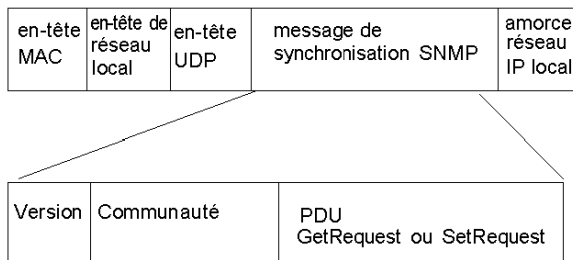 en-tête
MAC
en-tête de
réseau
local
en-tête
UDP
message de
synchronisation SNMP
amorce
réseau
IP local
Version
Communauté
PDU
GetRequest ou SetRequest